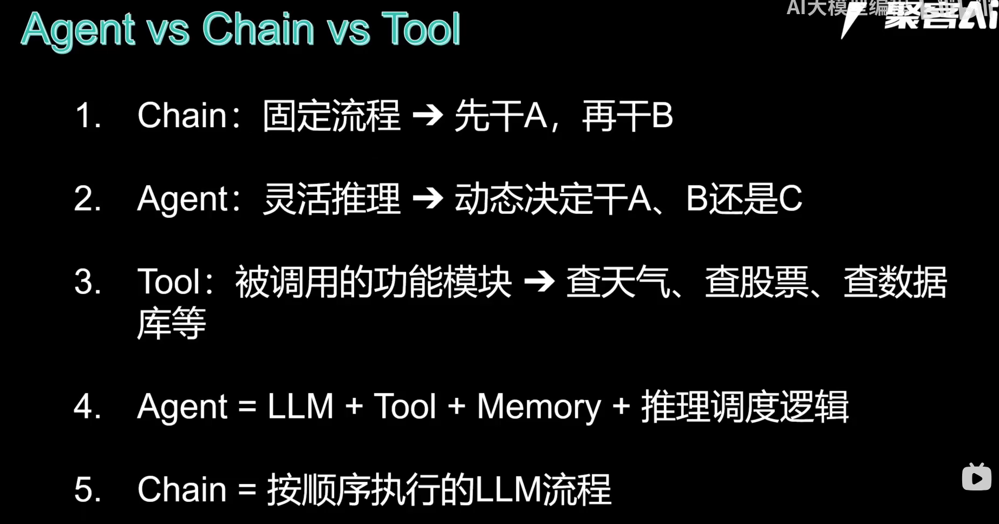 AI大模型编
聚客Ai
Agent vs Chain vs Tool
1. Chain：固定流程 ➔ 先干A，再干B
2. Agent：灵活推理 ➔ 动态决定干A、B还是C
3. Tool：被调用的功能模块 ➔ 查天气、查股票、查数据
库等
4. Agent = LLM + Tool + Memory + 推理调度逻辑
5. Chain = 按顺序执行的LLM流程